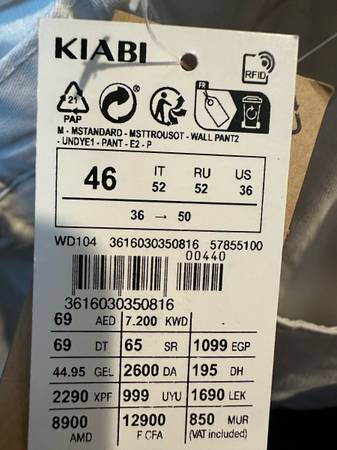 KIABI
RFID
21
PAP
FR
M - MSTANDARD - MSTTROUSOT - WALL PANT2
- UNDYE1 - PANT - E2 - P
46 IT RU US
52 52 36
36 → 50
WD104 3616030350816 57855100
00440
3616030350816
69 AED 7.200 KWD
69 DT 65 SR 1099 EGP
44.95 GEL 2600 DA 195 DH
2290 XPF 999 UYU 1690 LEK
8900 AMD 12900 F CFA 850 MUR
(VAT included)